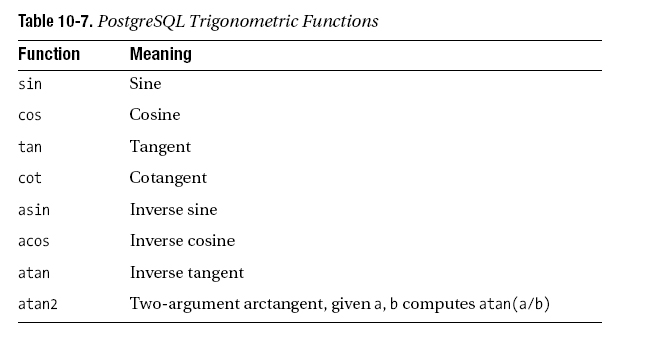 Table 10-7. PostgreSQL Trigonometric Functions
Function Meaning
sin Sine
cos Cosine
tan Tangent
cot Cotangent
asin Inverse sine
acos Inverse cosine
atan Inverse tangent
atan2 Two-argument arctangent, given a, b computes atan(a/b)